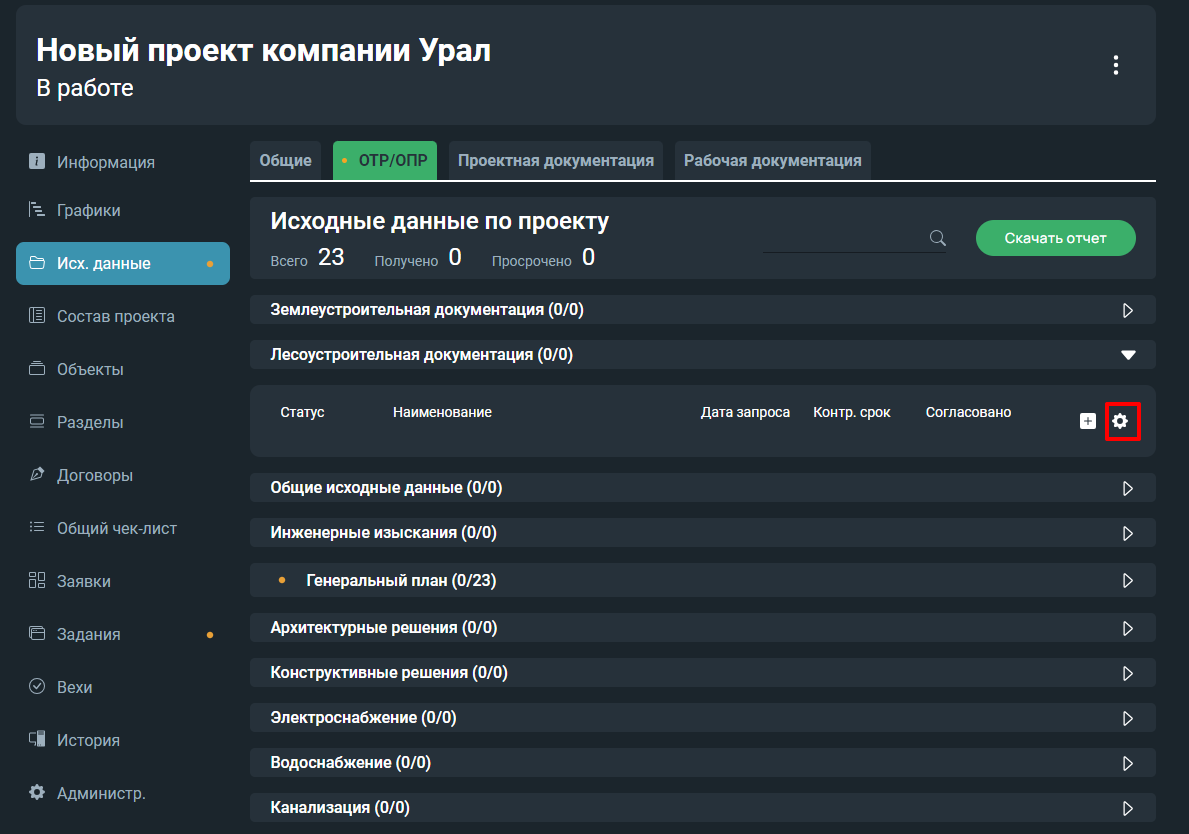 Новый проект компании Урал
В работе
Информация
Графики
Исх. данные
Состав проекта
Объекты
Разделы
Договоры
Общий чек-лист
Заявки
Задания
Вехи
История
Администр.
Общие ОТР/ОПР Проектная документация Рабочая документация
Исходные данные по проекту
Всего 23 Получено 0 Просрочено 0
Скачать отчет
Землеустроительная документация (0/0)
Лесоустроительная документация (0/0)
Статус Наименование Дата запроса Контр. срок Согласовано
Общие исходные данные (0/0)
Инженерные изыскания (0/0)
Генеральный план (0/23)
Архитектурные решения (0/0)
Конструктивные решения (0/0)
Электроснабжение (0/0)
Водоснабжение (0/0)
Канализация (0/0)